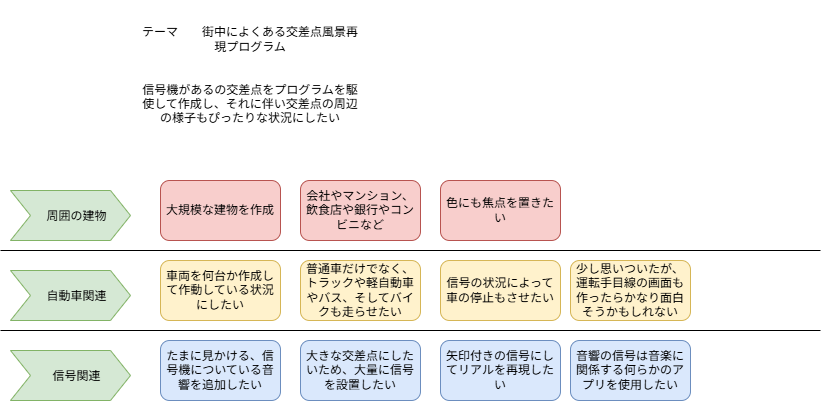 テーマ　　街中によくある交差点風景再
現プログラム
信号機があるの交差点をプログラムを駆
使して作成し、それに伴い交差点の周辺
の様子もぴったりな状況にしたい
周囲の建物
大規模な建物を作成
会社やマンション、
飲食店や銀行やコン
ビニなど
色にも焦点を置きた
い
自動車関連
車両を何台か作成し
て作動している状況
にしたい
普通車だけでなく、
トラックや軽自動車
やバス、そしてバイ
クも走らせたい
信号の状況によって
車の停止もさせたい
少し思いついたが、
運転手目線の画面も
作ったらかなり面白
そうかもしれない
信号関連
たまに見かける、信
号機についている音
響を追加したい
大きな交差点にした
いため、大量に信号
を設置したい
矢印付きの信号にし
てリアルを再現した
い
音響の信号は音楽に
関係する何らかのア
プリを使用したい